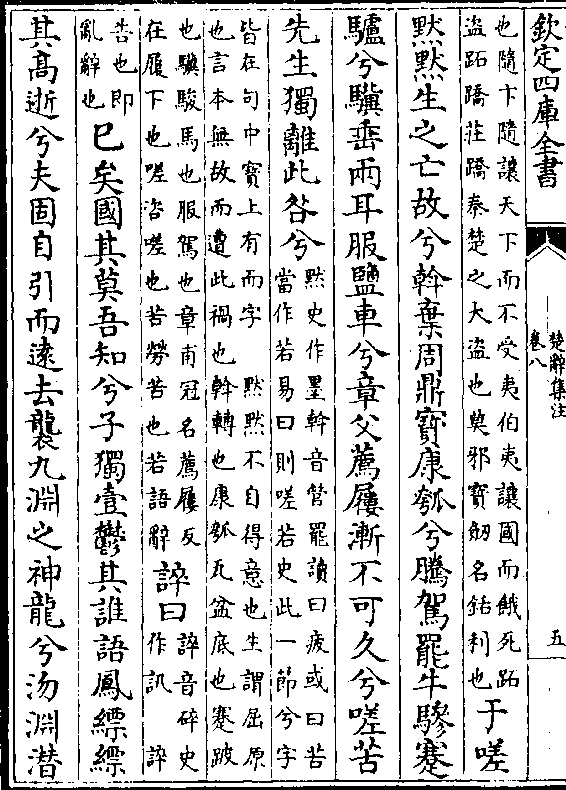 欽定四庫全書
楚辭集注
卷八
五
也隨卞隨讓天下而不受夷伯夷讓國而餓死跖
盜跖蹻莊蹻秦楚之大盜也莫邪寶劒名銛利也于嗟
默默生之亡故兮幹棄周鼎寶康瓠兮騰駕罷牛驂蹇
驢兮驥垂兩耳服鹽車兮章父薦屨漸不可久兮嗟苦
先生獨離此咎兮默史作墨幹音管罷讀曰疲或曰苦
當作若易曰則嗟若史此一節兮字
皆在句中寶上有而字 默默不自得意也生謂屈原
也言本無故而遭此禍也幹轉也康瓠瓦盆底也蹇跛
也驥駿馬也服駕也章甫冠名薦屨反
在履下也嗟咨嗟也苦勞苦也若語辭誶曰誶音碎史
作訊 誶
告也即
亂辭也已矣國其莫吾知兮子獨壹鬱其誰語鳳縹縹
其髙逝兮夫固自引而遠去襲九淵之神龍兮沕淵潜